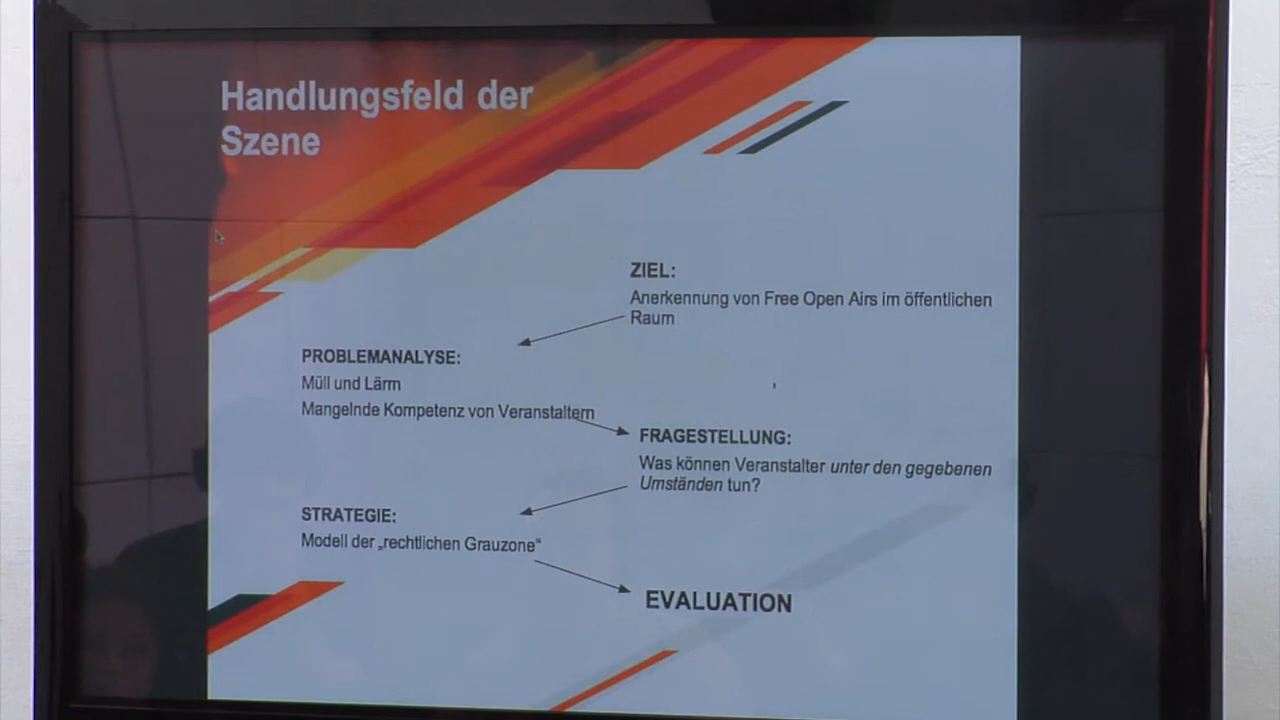 Handlungsfeld der
Szene
ZIEL:
Anerkennung von Free Open Airs im öffentlichen
Raum
PROBLEMANALYSE:
Müll und Lärm
Mangelnde Kompetenz von Veranstaltern
FRAGESTELLUNG:
Was können Veranstalter unter den gegebenen
Umständen tun?
STRATEGIE:
Modell der „rechtlichen Grauzone“
EVALUATION